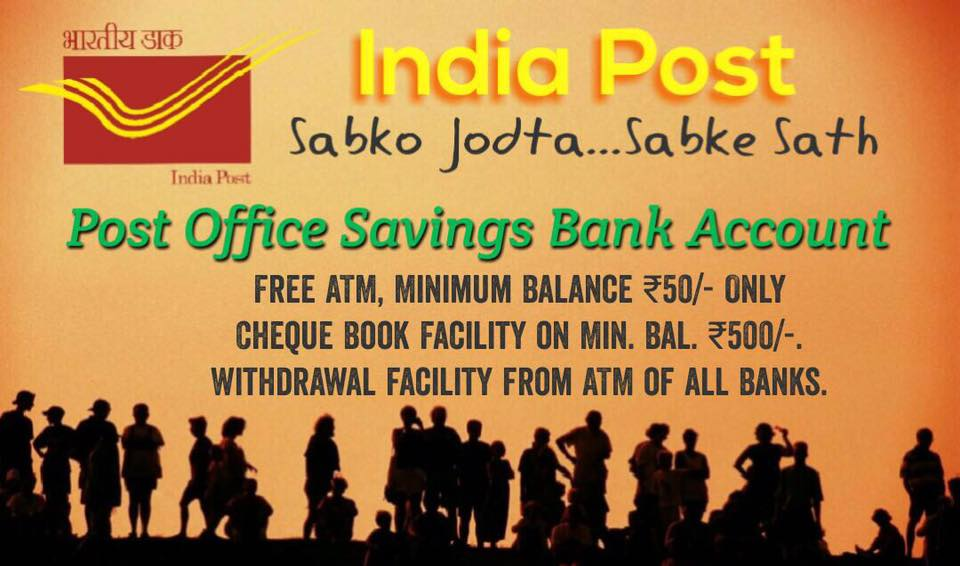 भारतीय डाक
India Post
India Post
Sabko Jodta...Sabke Sath
Post Office Savings Bank Account
FREE ATM, MINIMUM BALANCE ₹50/- ONLY
CHEQUE BOOK FACILITY ON MIN. BAL. ₹500/-.
WITHDRAWAL FACILITY FROM ATM OF ALL BANKS.